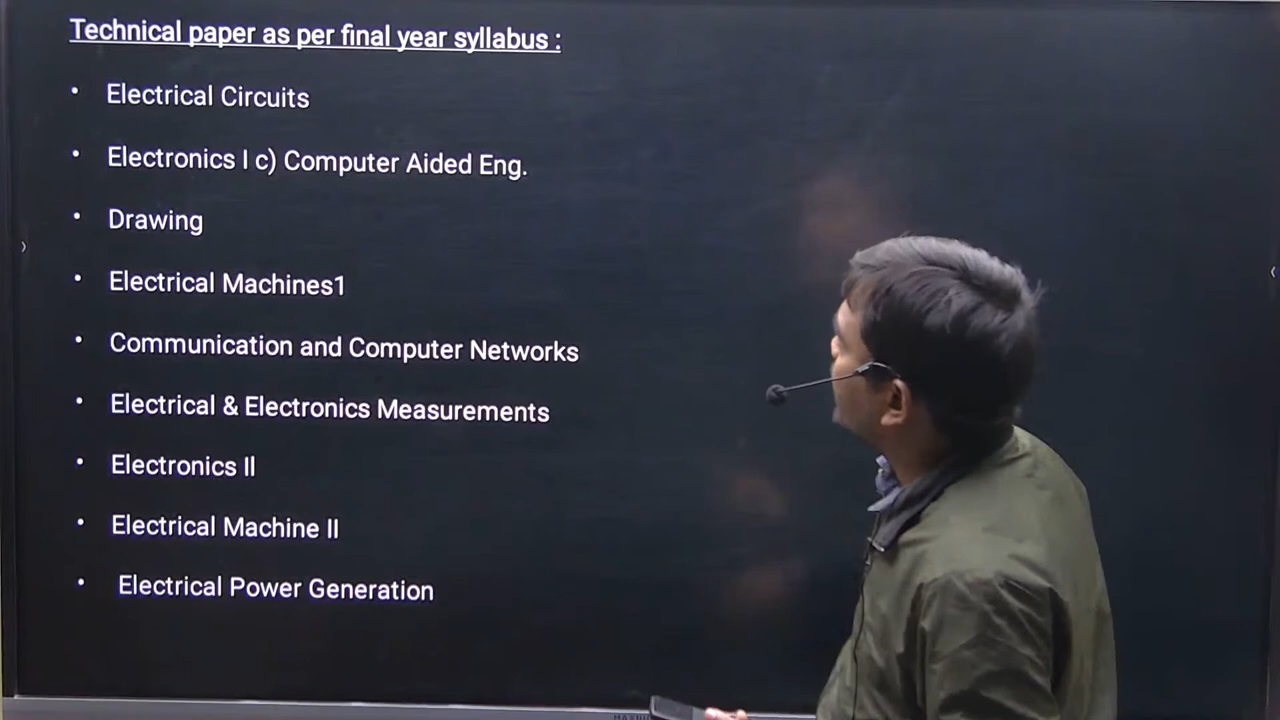 Technical paper as per final year syllabus :
• Electrical Circuits
• Electronics I c) Computer Aided Eng.
• Drawing
• Electrical Machines1
• Communication and Computer Networks
• Electrical & Electronics Measurements
• Electronics II
• Electrical Machine II
• Electrical Power Generation